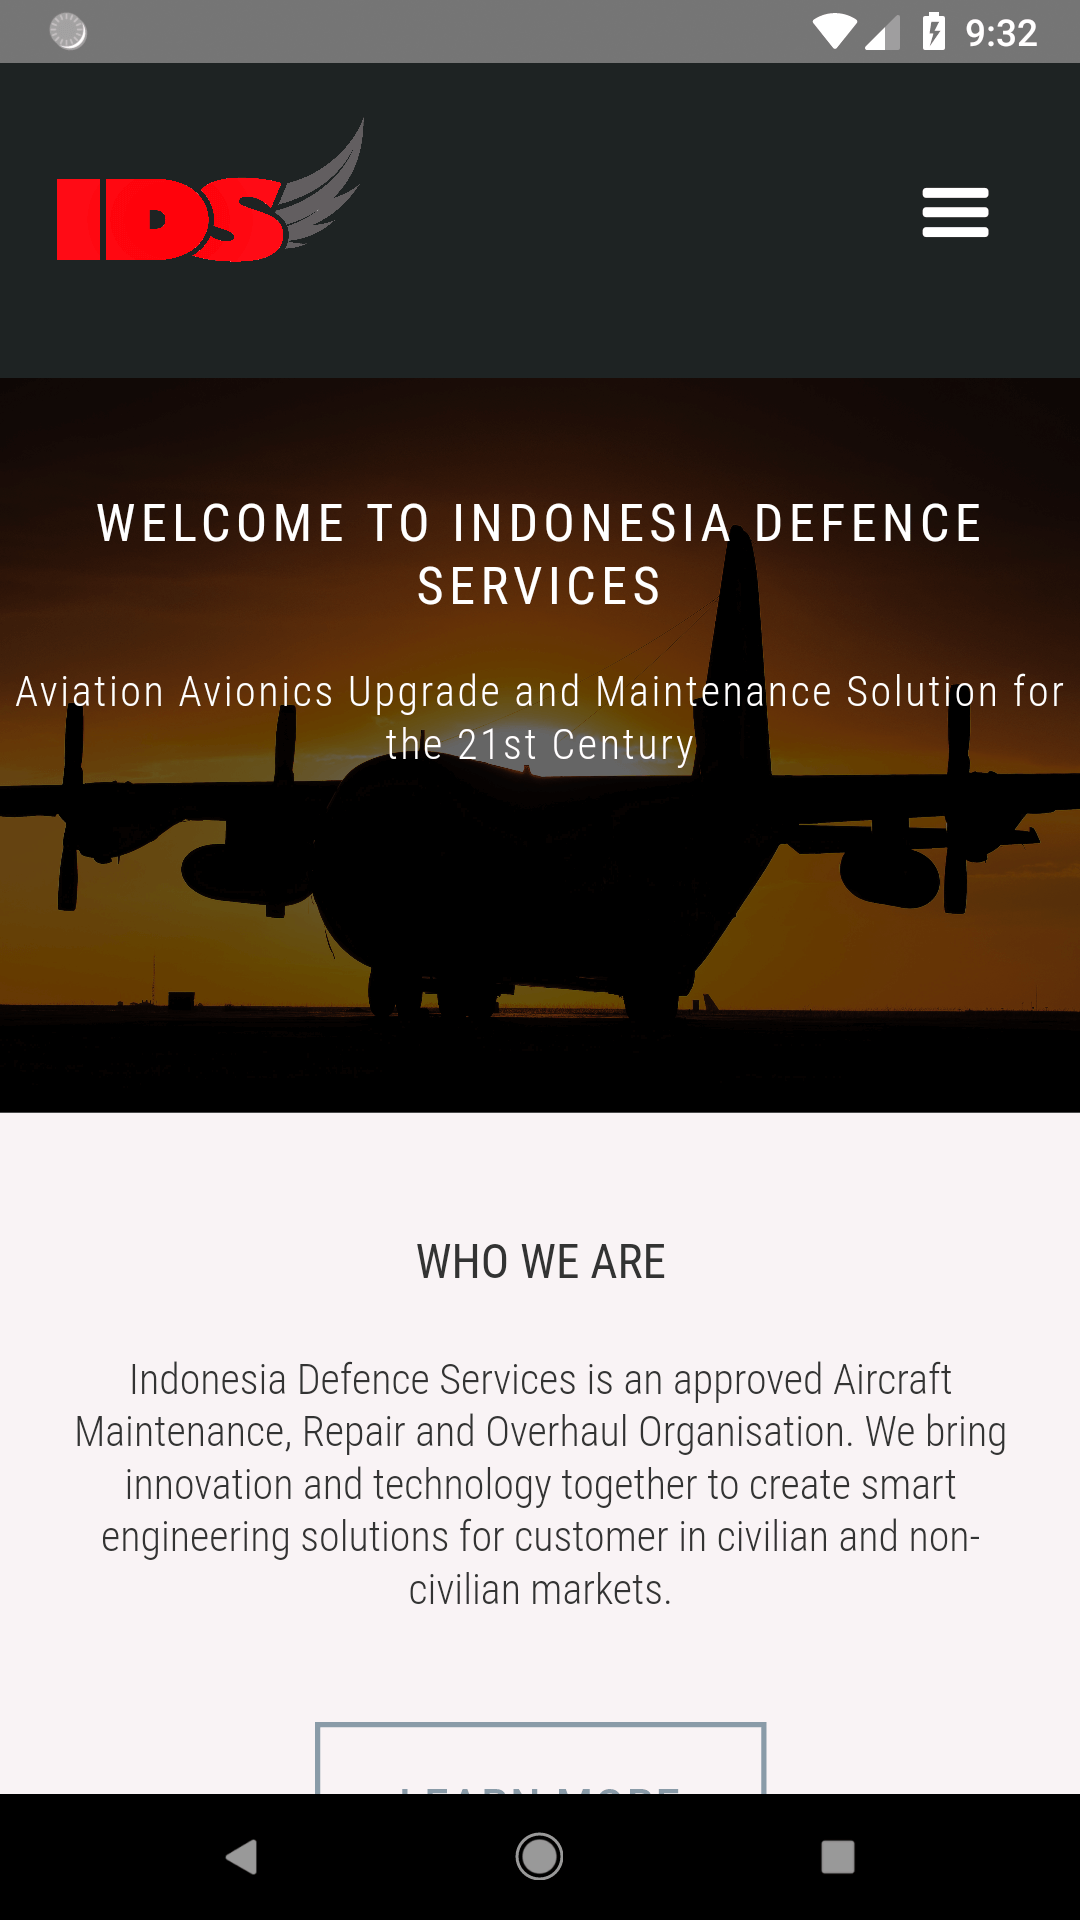 9:32
IDS
WELCOME TO INDONESIA DEFENCE
SERVICES
Aviation Avionics Upgrade and Maintenance Solution for
the 21st Century
WHO WE ARE
Indonesia Defence Services is an approved Aircraft
Maintenance, Repair and Overhaul Organisation. We bring
innovation and technology together to create smart
engineering solutions for customer in civilian and non-
civilian markets.
LEARN MORE